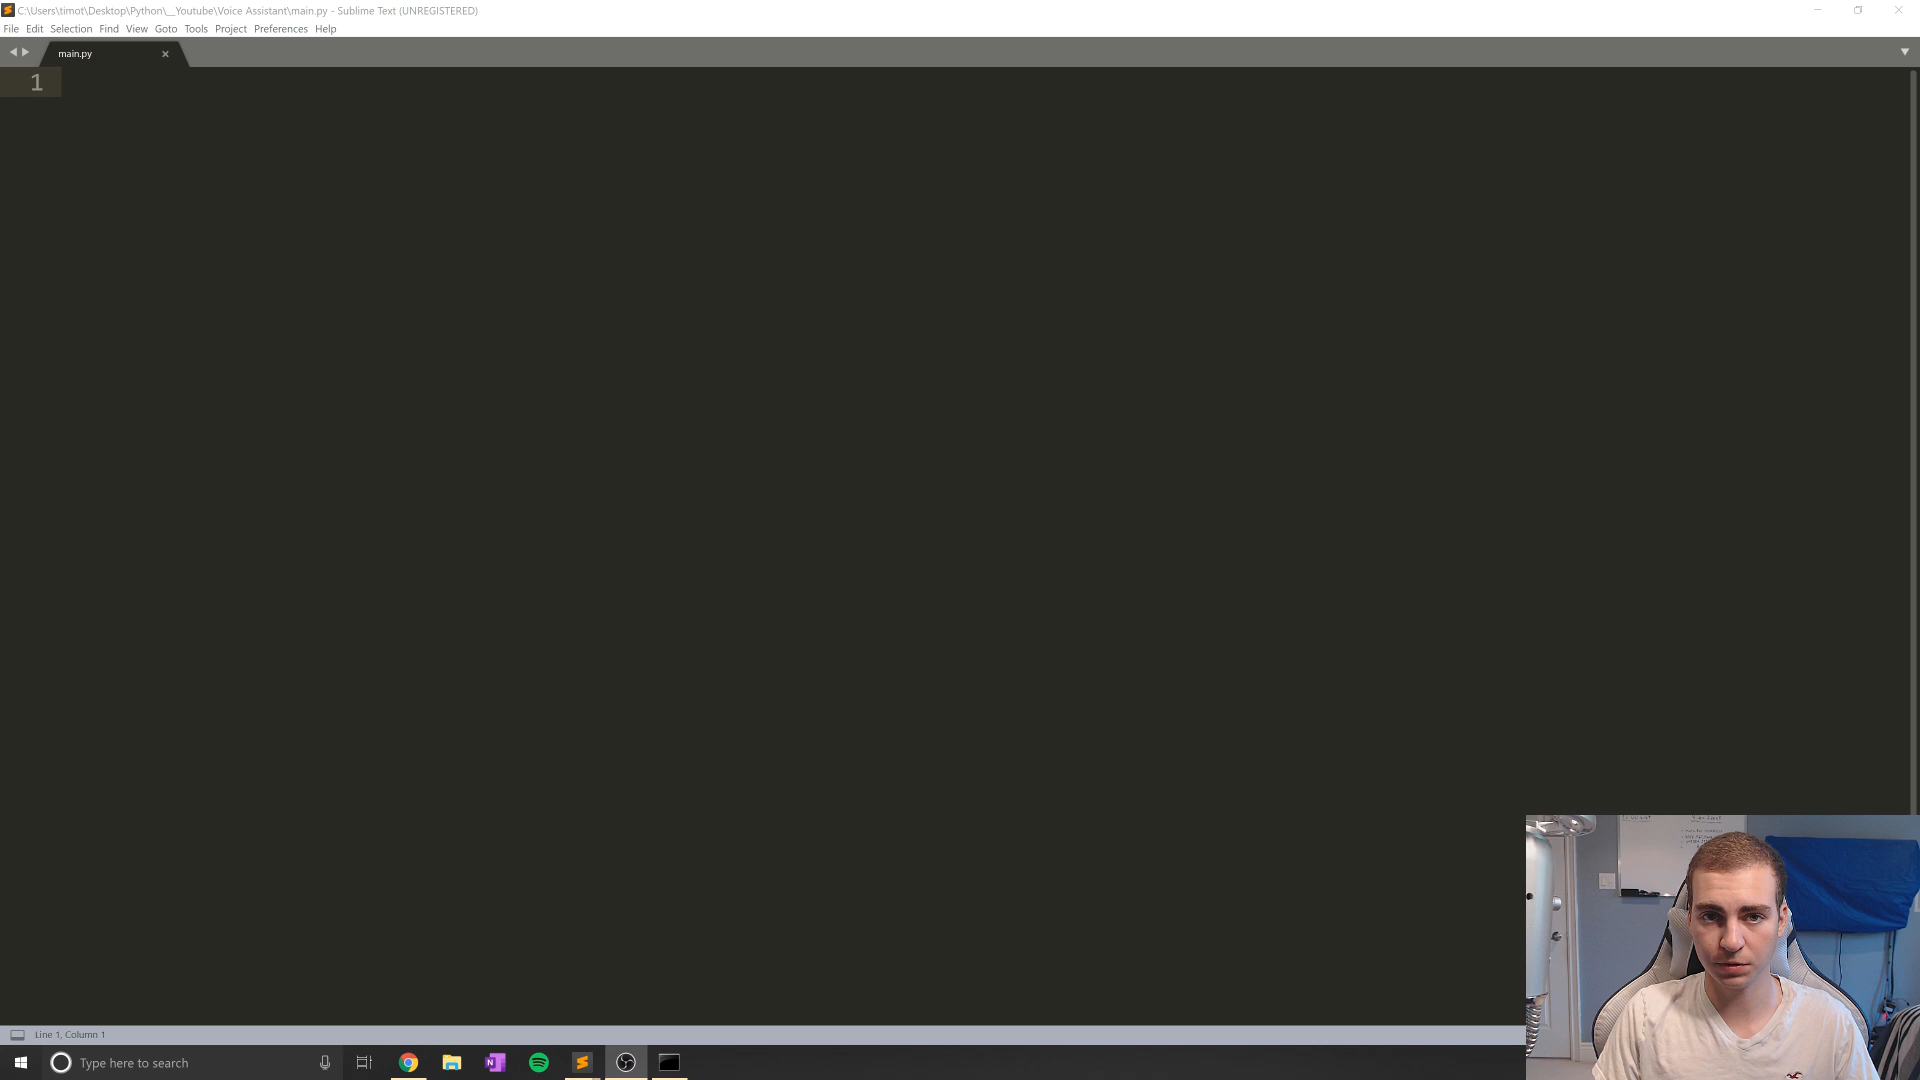 C:\Users\timot\Desktop\Python\__Youtube\Voice Assistant\main.py - Sublime Text (UNREGISTERED)
File Edit Selection Find View Goto Tools Project Preferences Help
main.py
1
Line 1, Column 1
Type here to search